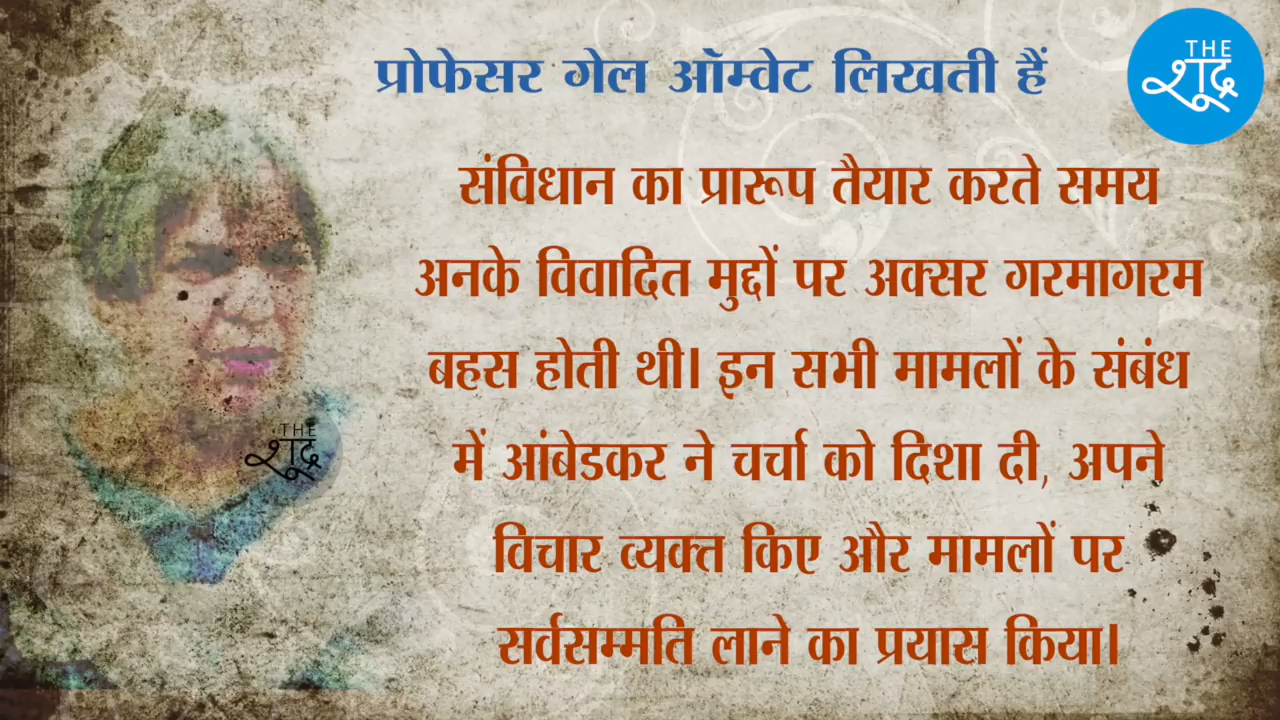 प्रोफेसर गेल ऑम्वेट लिखती हैं
THE
शूद्र
संविधान का प्रारूप तैयार करते समय
अनके विवादित मुद्दों पर अक्सर गरमागरम
बहस होती थी। इन सभी मामलों के संबंध
में आंबेडकर ने चर्चा को दिशा दी, अपने
विचार व्यक्त किए और मामलों पर
सर्वसम्मति लाने का प्रयास किया।
THE
शूद्र